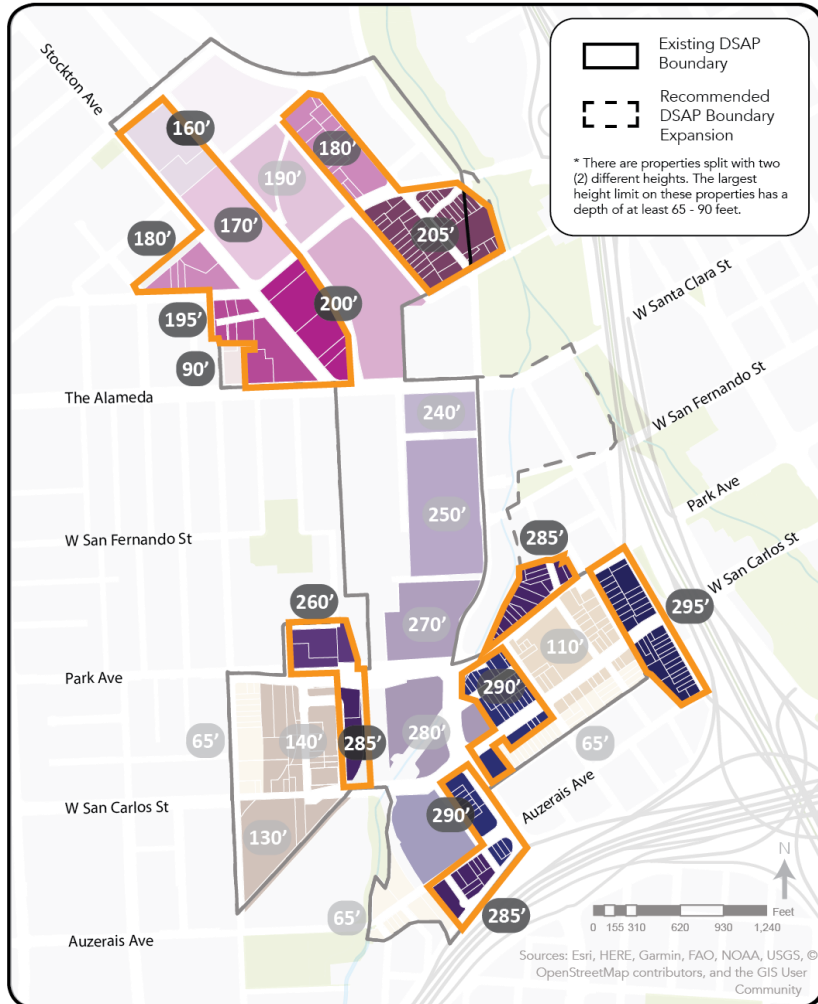 Existing DSAP
Boundary
Recommended
DSAP Boundary
Expansion
* There are properties split with two
(2) different heights. The largest
height limit on these properties has a
depth of at least 65 - 90 feet.
Stockton Ave
160’
180’
190’
170’
180’
205’
W Santa Clara St
200’
195’
90’
The Alameda
240’
W San Fernando St
250’
Park Ave
W San Fernando St
285’
W San Carlos St
260’
295’
270’
110’
Park Ave
290’
65’
140’
285’
280’
65’
W San Carlos St
Auzerais Ave
290’
130’
N
65’
285’
Feet
0 155 310 620 930 1,240
Auzerais Ave
Sources: Esri, HERE, Garmin, FAO, NOAA, USGS, ©
OpenStreetMap contributors, and the GIS User
Community